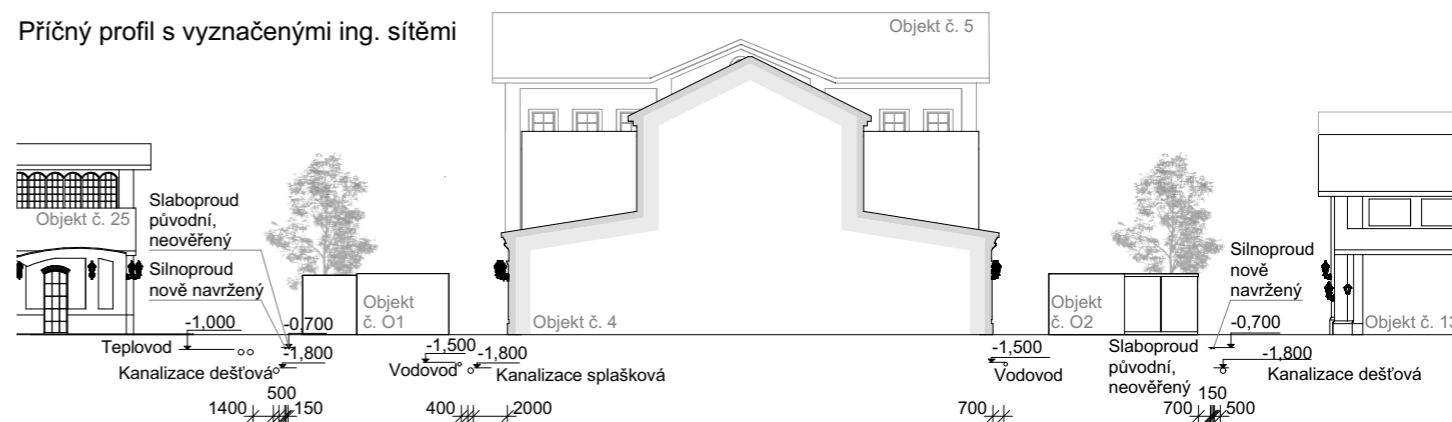 Příčný profil s vyznačenými ing. sítěmi
Objekt č. 5
Objekt č. 25
Slaboproud
původní,
neověřený
Silnoproud
nově navržený
Objekt
č. O1
Objekt č. 4
Objekt
č. O2
Silnoproud
nově
navržený
Objekt č. 13
-1,000
-0,700
Teplovod
-1,800
Kanalizace dešťová
-1,500
Vodovod
-1,800
Kanalizace splašková
-1,500
Vodovod
Slaboproud
původní,
neověřený
-0,700
-1,800
Kanalizace dešťová
1400
500
150
400
2000
700
700
150
500